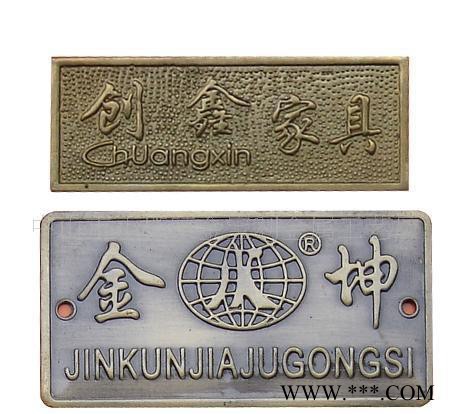 创鑫家具
Chuangxin
金 ® 坤
JINKUNJIAJUGONGSI
WWW.***.COM